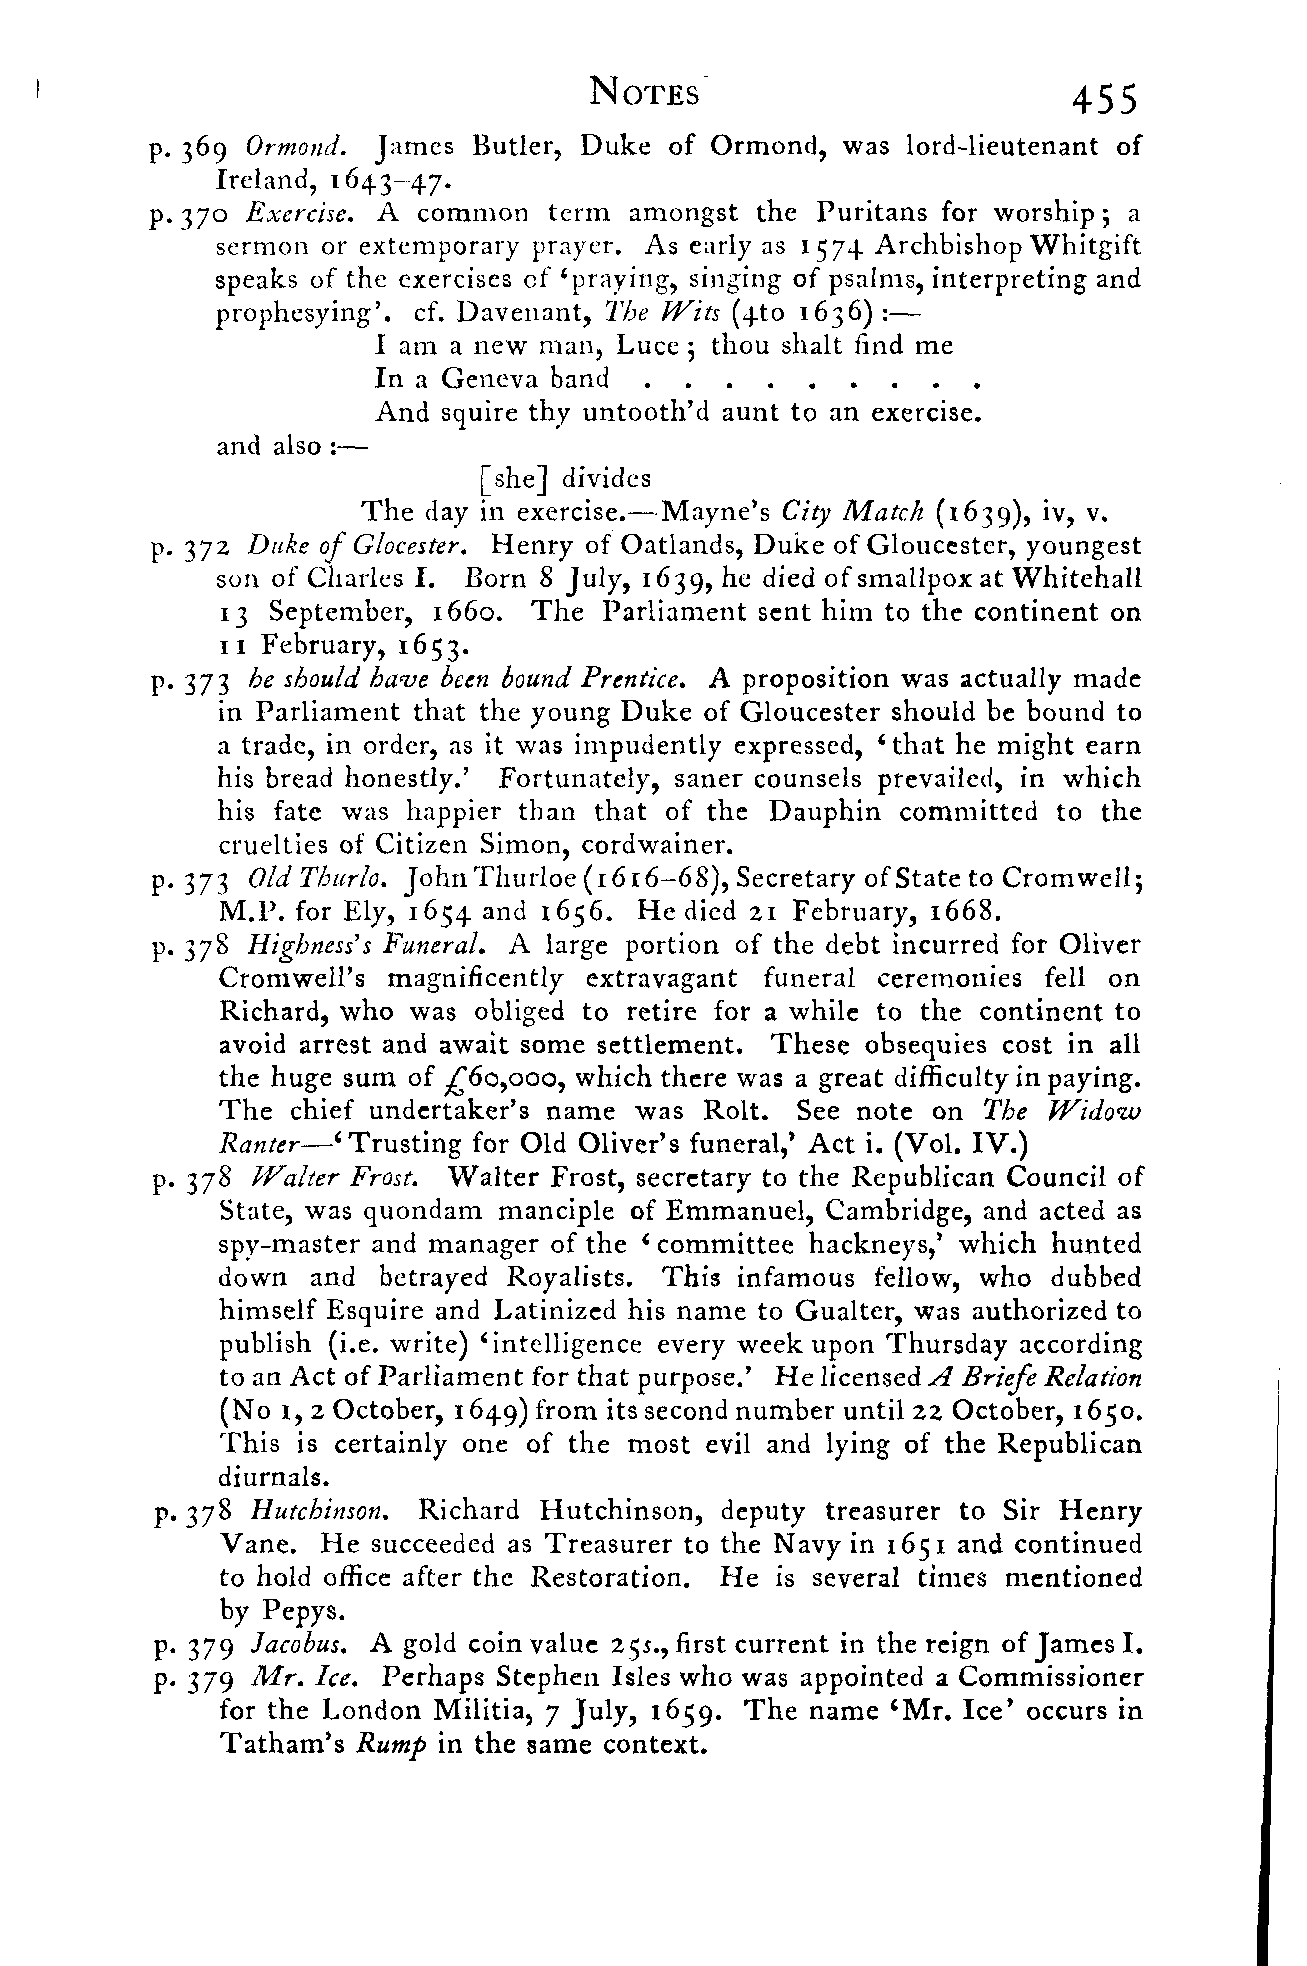 NOTES 455
p. 369 Ormond. James Butler, Duke of Ormond, was lord-lieutenant of
Ireland, 1643-47.
p. 370 Exercise. A common term amongst the Puritans for worship; a
sermon or extemporary prayer. As early as 1574 Archbishop Whitgift
speaks of the exercises of ‘praying, singing of psalms, interpreting and
prophesying’. cf. Davenant, The Wits (4to 1636):—
I am a new man, Luce; thou shalt find me
In a Geneva band . . . . . . . . .
And squire thy untooth’d aunt to an exercise.
and also:—
[she] divides
The day in exercise.—Mayne’s City Match (1639), iv, v.
p. 372 Duke of Glocester. Henry of Oatlands, Duke of Gloucester, youngest
son of Charles I. Born 8 July, 1639, he died of smallpox at Whitehall
13 September, 1660. The Parliament sent him to the continent on
11 February, 1653.
p. 373 he should have been bound Prentice. A proposition was actually made
in Parliament that the young Duke of Gloucester should be bound to
a trade, in order, as it was impudently expressed, ‘that he might earn
his bread honestly.’ Fortunately, saner counsels prevailed, in which
his fate was happier than that of the Dauphin committed to the
cruelties of Citizen Simon, cordwainer.
p. 373 Old Thurlo. John Thurloe (1616-68), Secretary of State to Cromwell;
M.P. for Ely, 1654 and 1656. He died 21 February, 1668.
p. 378 Highness’s Funeral. A large portion of the debt incurred for Oliver
Cromwell’s magnificently extravagant funeral ceremonies fell on
Richard, who was obliged to retire for a while to the continent to
avoid arrest and await some settlement. These obsequies cost in all
the huge sum of £60,000, which there was a great difficulty in paying.
The chief undertaker’s name was Rolt. See note on The Widow
Ranter—‘Trusting for Old Oliver’s funeral,’ Act i. (Vol. IV.)
p. 378 Walter Frost. Walter Frost, secretary to the Republican Council of
State, was quondam manciple of Emmanuel, Cambridge, and acted as
spy-master and manager of the ‘committee hackneys,’ which hunted
down and betrayed Royalists. This infamous fellow, who dubbed
himself Esquire and Latinized his name to Gualter, was authorized to
publish (i.e. write) ‘intelligence every week upon Thursday according
to an Act of Parliament for that purpose.’ He licensed A Briefe Relation
(No 1, 2 October, 1649) from its second number until 22 October, 1650.
This is certainly one of the most evil and lying of the Republican
diurnals.
p. 378 Hutchinson. Richard Hutchinson, deputy treasurer to Sir Henry
Vane. He succeeded as Treasurer to the Navy in 1651 and continued
to hold office after the Restoration. He is several times mentioned
by Pepys.
p. 379 Jacobus. A gold coin value 25s., first current in the reign of James I.
p. 379 Mr. Ice. Perhaps Stephen Isles who was appointed a Commissioner
for the London Militia, 7 July, 1659. The name ‘Mr. Ice’ occurs in
Tatham’s Rump in the same context.